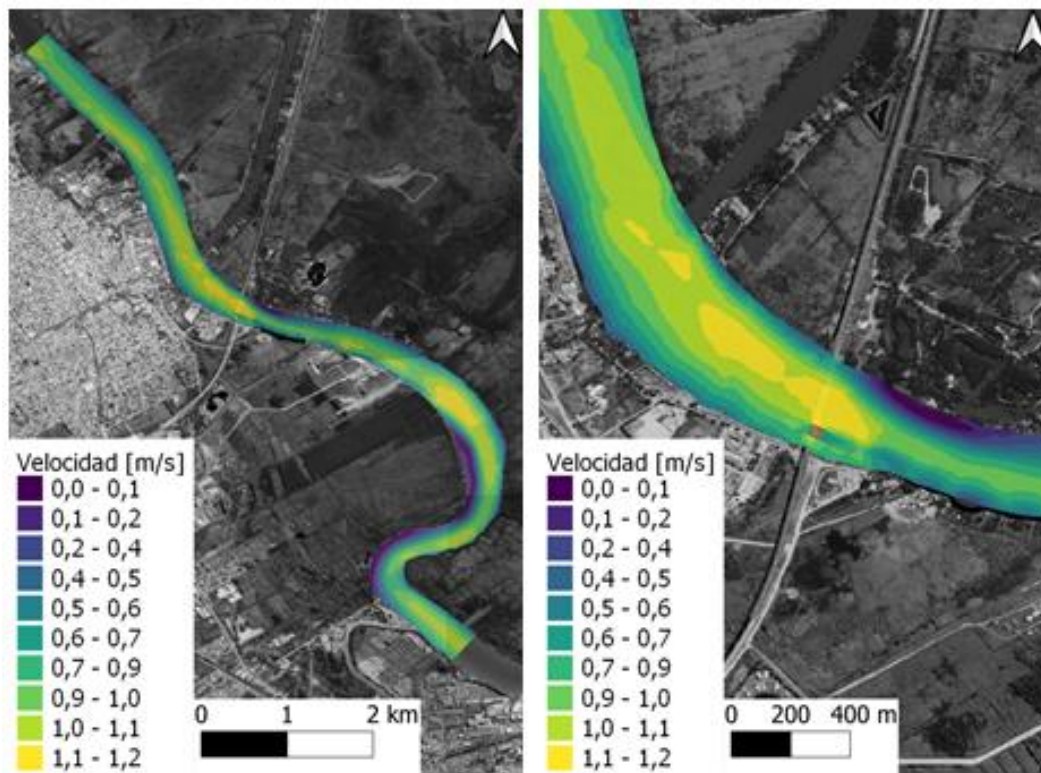 Velocidad [m/s]
0,0 - 0,1
0,1 - 0,2
0,2 - 0,4
0,4 - 0,5
0,5 - 0,6
0,6 - 0,7
0,7 - 0,9
0,9 - 1,0
1,0 - 1,1
1,1 - 1,2
0 1 2 km
Velocidad [m/s]
0,0 - 0,1
0,1 - 0,2
0,2 - 0,4
0,4 - 0,5
0,5 - 0,6
0,6 - 0,7
0,7 - 0,9
0,9 - 1,0
1,0 - 1,1
1,1 - 1,2
0 200 400 m